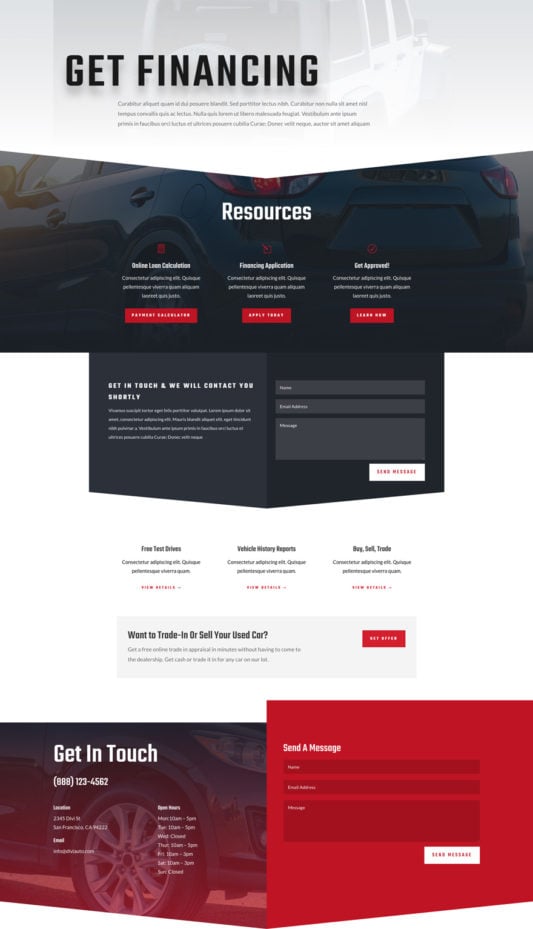 GET FINANCING
Curabitur aliquet quam id dui posuere blandit. Sed porttitor lectus nibh. Curabitur non nulla sit amet nisl
tempus convallis quis ac lectus. Nulla quis lorem ut libero malesuada feugiat. Vestibulum ante ipsum
primis in faucibus orci luctus et ultrices posuere cubilia Curae; Donec velit neque, auctor sit amet aliquam
Resources
Online Loan Calculation
Consectetur adipiscing elit. Quisque
pellentesque viverra quam aliquam
laoreet quis justo.
PAYMENT CALCULATOR
Financing Application
Consectetur adipiscing elit. Quisque
pellentesque viverra quam aliquam
laoreet quis justo.
APPLY TODAY
Get Approved!
Consectetur adipiscing elit. Quisque
pellentesque viverra quam aliquam
laoreet quis justo.
LEARN HOW
GET IN TOUCH & WE WILL CONTACT YOU
SHORTLY
Vivamus suscipit tortor eget felis porttitor volutpat. Lorem ipsum dolor sit
amet, consectetur adipiscing elit. Mauris blandit aliquet elit, eget tincidunt
nibh pulvinar a. Vestibulum ante ipsum primis in faucibus orci luctus et
ultrices posuere cubilia Curae; Donec velit neque
Name
Email Address
Message
SEND MESSAGE
Free Test Drives
Consectetur adipiscing elit. Quisque
pellentesque viverra quam.
VIEW DETAILS →
Vehicle History Reports
Consectetur adipiscing elit. Quisque
pellentesque viverra quam.
VIEW DETAILS →
Buy, Sell, Trade
Consectetur adipiscing elit. Quisque
pellentesque viverra quam.
VIEW DETAILS →
Want to Trade-In Or Sell Your Used Car?
Get a free online trade in appraisal in minutes without having to come to
the dealership. Get cash or trade it in for any car on our lot.
GET OFFER
Get In Touch
(888) 123-4562
Location
2345 Divi St
San Francisco, CA 94222
Email
info@diviauto.com
Open Hours
Mon: 10am – 5pm
Tue: 10am – 5pm
Wed: Closed
Thur: 10am – 5pm
Fri: 10am – 3pm
Sat: 10am – 3pm
Sun: Closed
Send A Message
Name
Email Address
Message
SEND MESSAGE